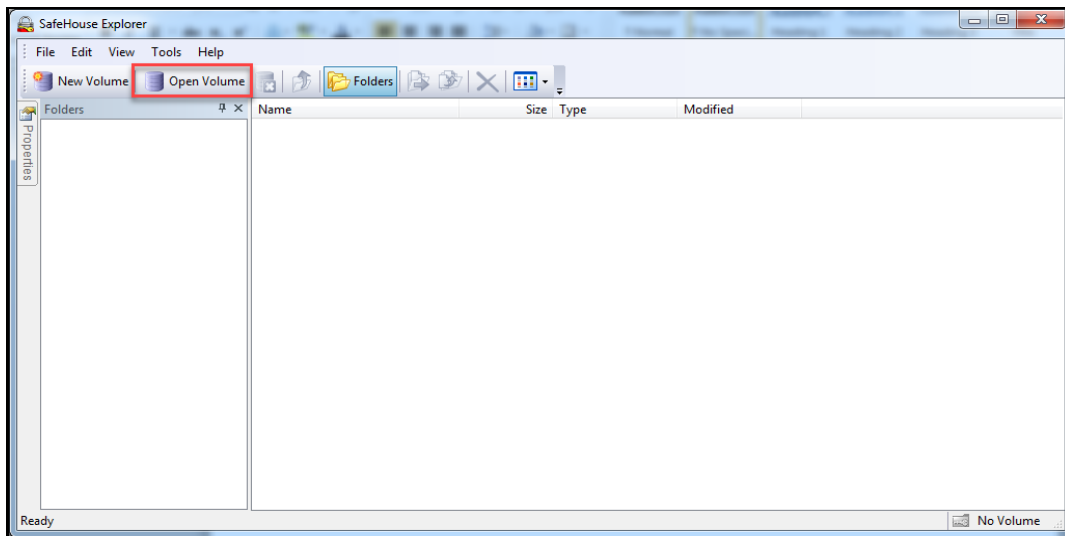 SafeHouse Explorer
File Edit View Tools Help
New Volume Open Volume Folders
Folders Name Size Type Modified
Properties
Ready No Volume